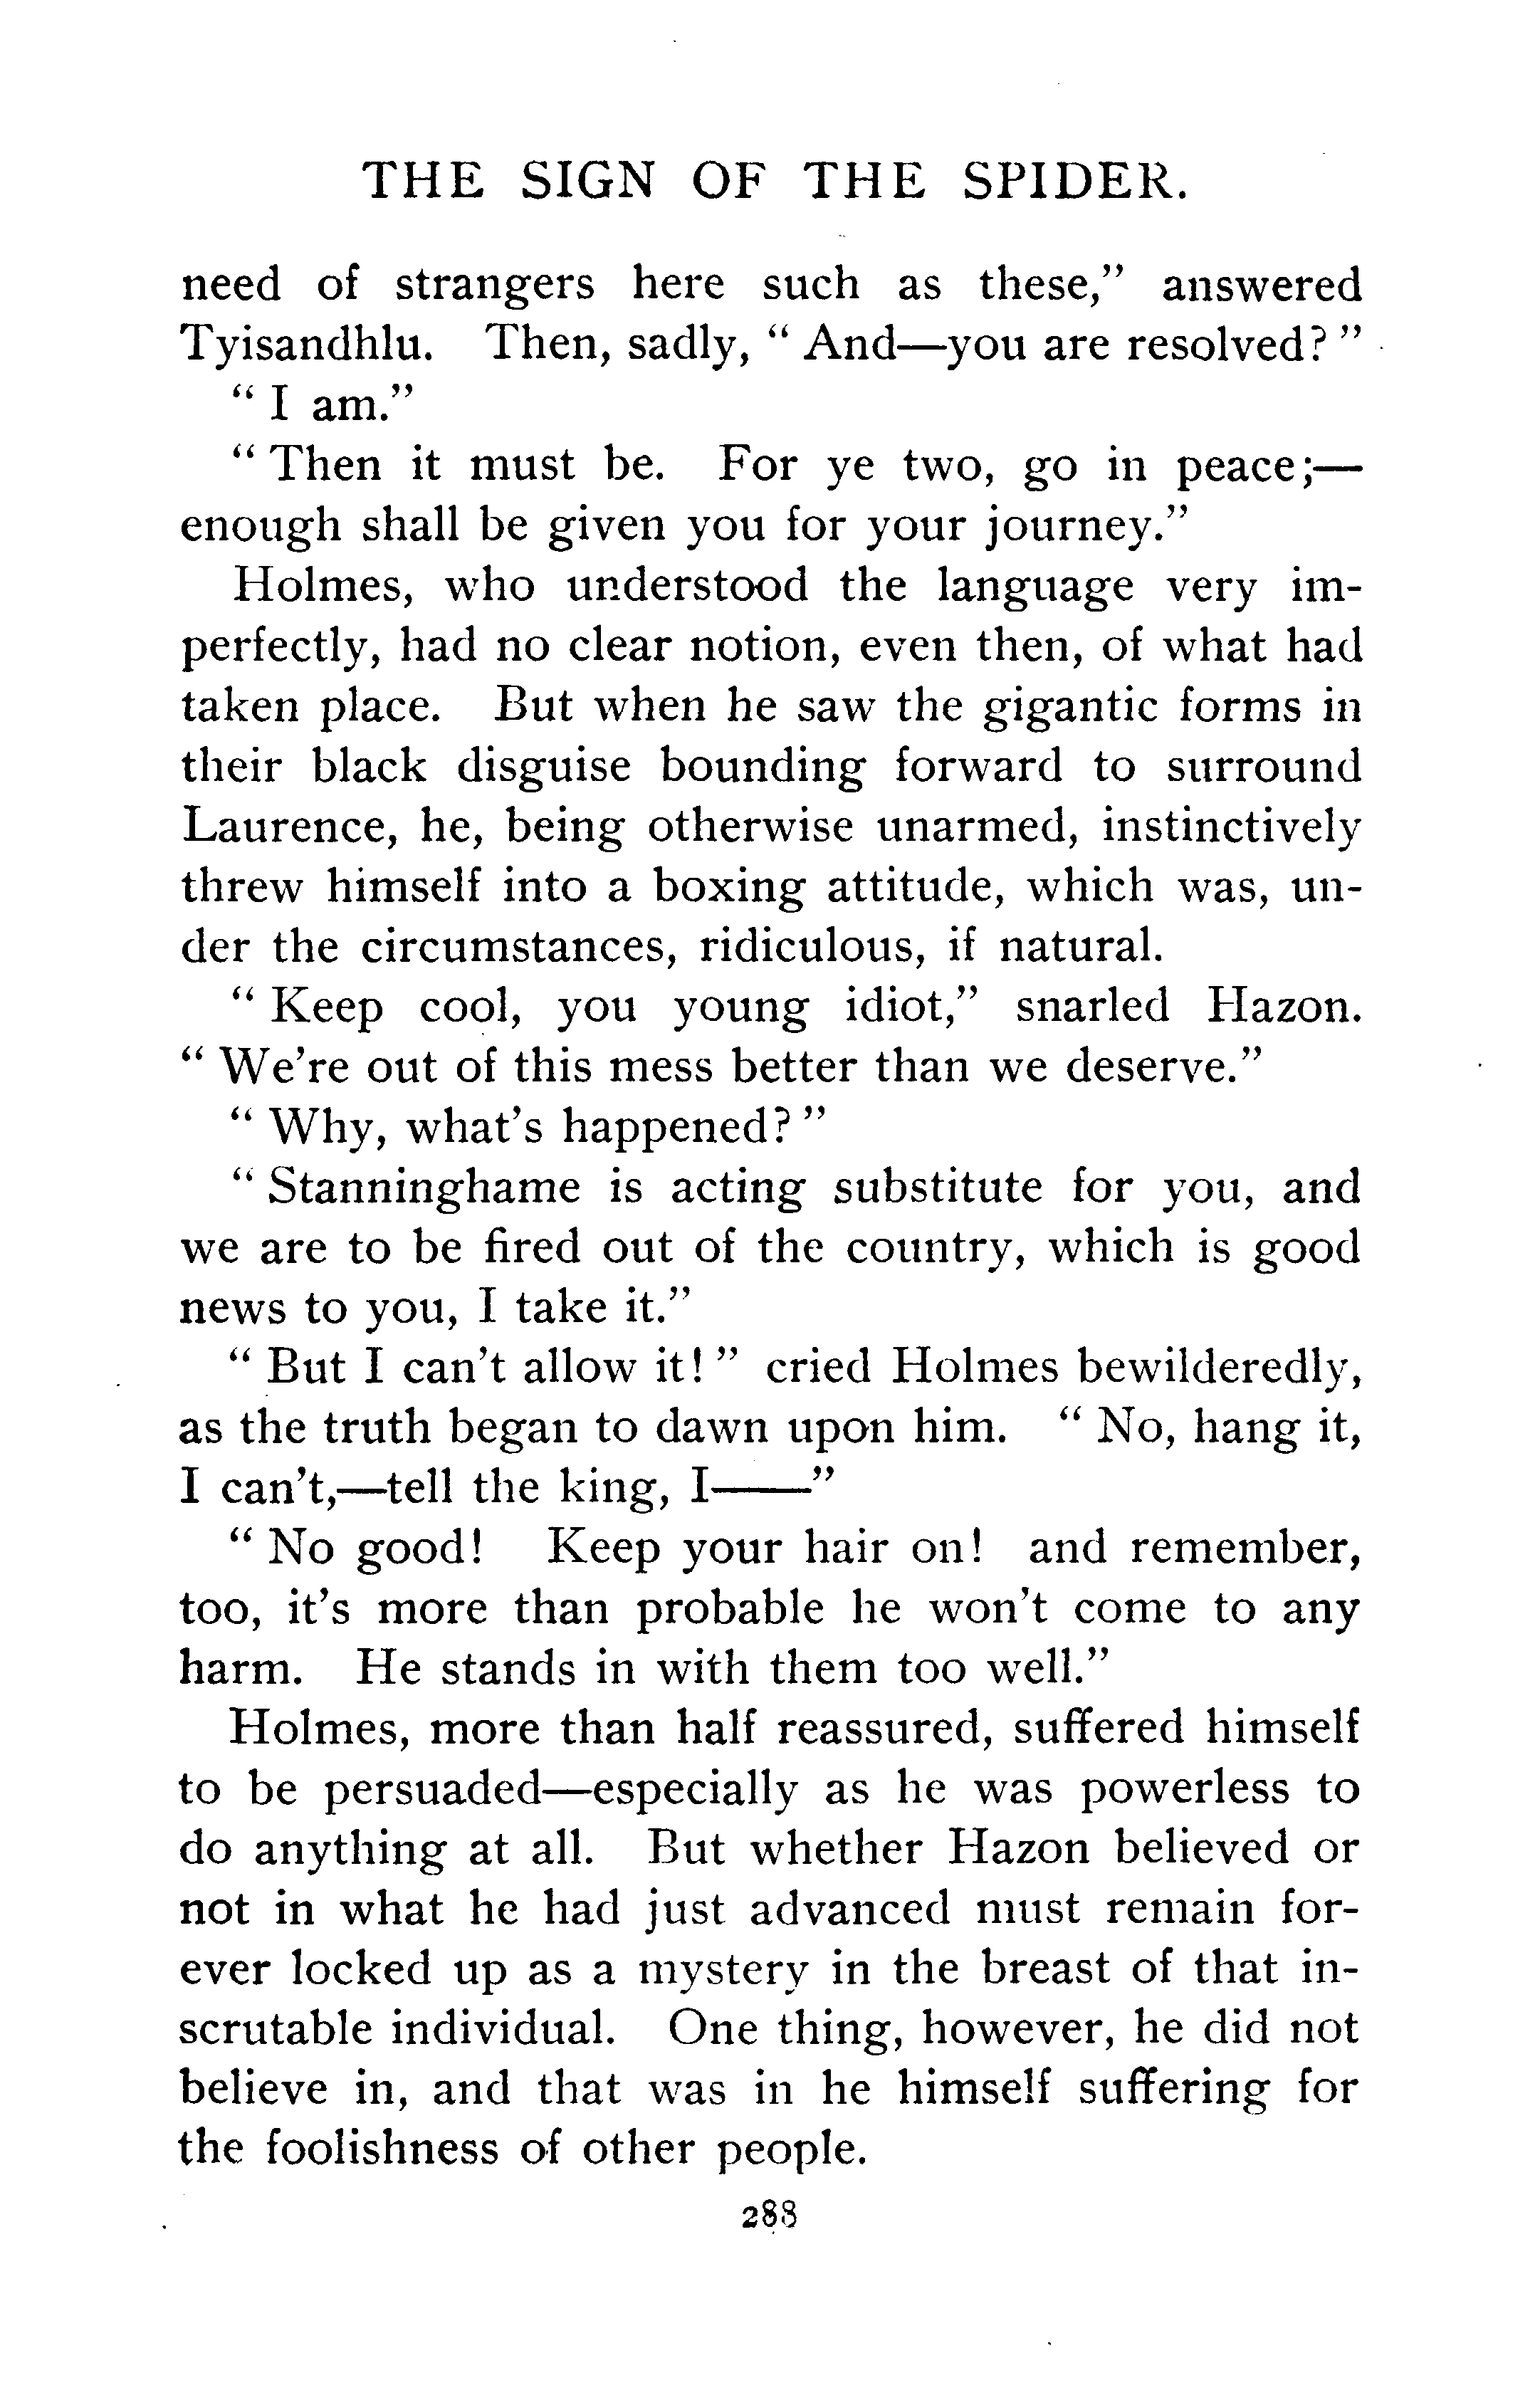 THE SIGN OF THE SPIDER.
need of strangers here such as these,” answered
Tyisandhlu. Then, sadly, “ And—you are resolved? ”
“ I am.”
“ Then it must be. For ye two, go in peace;—
enough shall be given you for your journey.”
Holmes, who understood the language very im-
perfectly, had no clear notion, even then, of what had
taken place. But when he saw the gigantic forms in
their black disguise bounding forward to surround
Laurence, he, being otherwise unarmed, instinctively
threw himself into a boxing attitude, which was, un-
der the circumstances, ridiculous, if natural.
“ Keep cool, you young idiot,” snarled Hazon.
“ We’re out of this mess better than we deserve.”
“ Why, what’s happened? ”
“ Stanninghame is acting substitute for you, and
we are to be fired out of the country, which is good
news to you, I take it.”
“ But I can’t allow it! ” cried Holmes bewilderedly,
as the truth began to dawn upon him. “ No, hang it,
I can’t,—tell the king, I——”
“ No good! Keep your hair on! and remember,
too, it’s more than probable he won’t come to any
harm. He stands in with them too well.”
Holmes, more than half reassured, suffered himself
to be persuaded—especially as he was powerless to
do anything at all. But whether Hazon believed or
not in what he had just advanced must remain for-
ever locked up as a mystery in the breast of that in-
scrutable individual. One thing, however, he did not
believe in, and that was in he himself suffering for
the foolishness of other people.
288